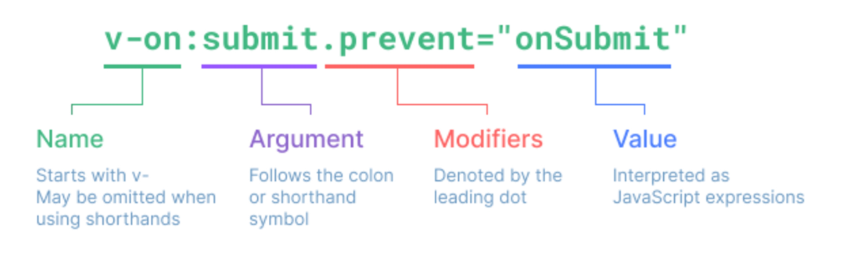 v-on:submit.prevent="onSubmit"
Name
Starts with v-
May be omitted when
using shorthands
Argument
Follows the colon
or shorthand
symbol
Modifiers
Denoted by the
leading dot
Value
Interpreted as
JavaScript expressions